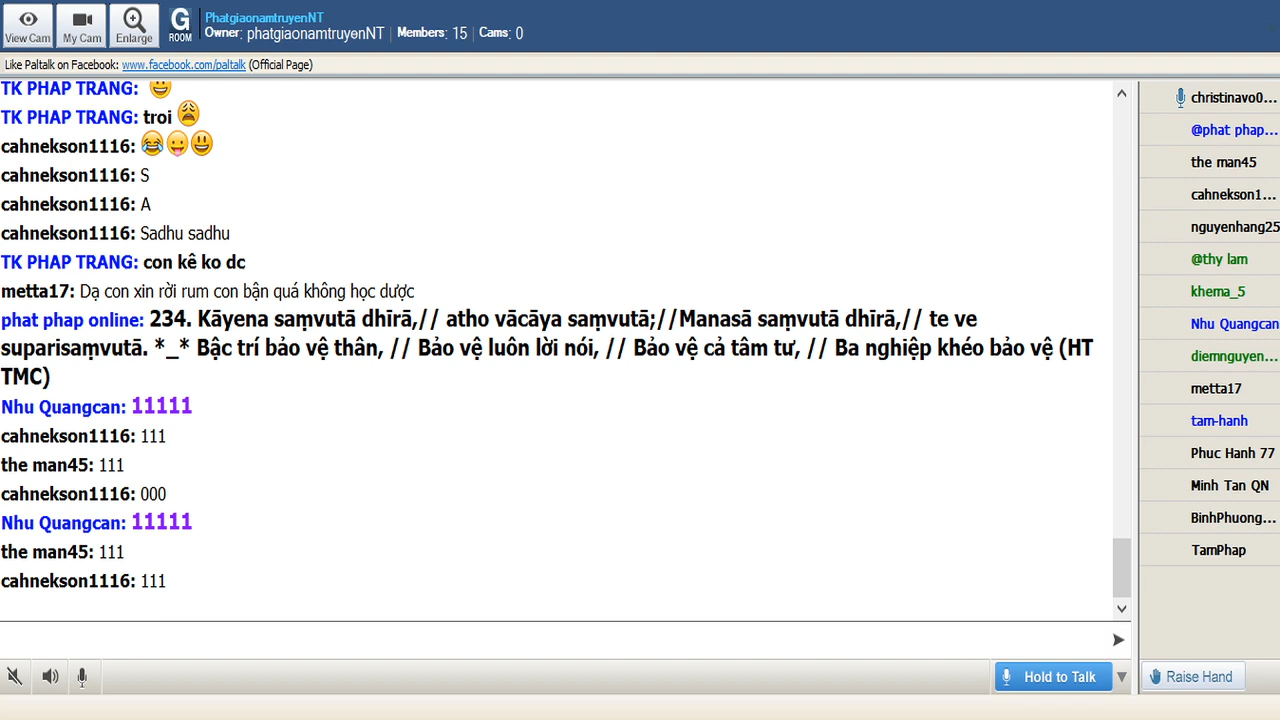 View Cam
My Cam
Enlarge
G
ROOM
PhatgiaonamtruyenNT
Owner: phatgiaonamtruyenNT | Members: 15 | Cams: 0
Like Paltalk on Facebook: www.facebook.com/paltalk (Official Page)
TK PHAP TRANG:
TK PHAP TRANG: troi
cahnekson1116:
cahnekson1116: S
cahnekson1116: A
cahnekson1116: Sadhu sadhu
TK PHAP TRANG: con kê ko dc
metta17: Dạ con xin rời rum con bận quá không học dược
phat phap online: 234. Kāyena saṃvutā dhīrā,// atho vācāya saṃvutā;//Manasā saṃvutā dhīrā,// te ve
suparisaṃvutā. *_* Bậc trí bảo vệ thân, // Bảo vệ luôn lời nói, // Bảo vệ cả tâm tư, // Ba nghiệp khéo bảo vệ (HT
TMC)
Nhu Quangcan: 11111
cahnekson1116: 111
the man45: 111
cahnekson1116: 000
Nhu Quangcan: 11111
the man45: 111
cahnekson1116: 111
Hold to Talk
christinavo0...
@phat phap...
the man45
cahnekson1...
nguyenhang25
@thy lam
khema_5
Nhu Quangcan
diemnguyen...
metta17
tam-hanh
Phuc Hanh 77
Minh Tan QN
BinhPhuong...
TamPhap
Raise Hand